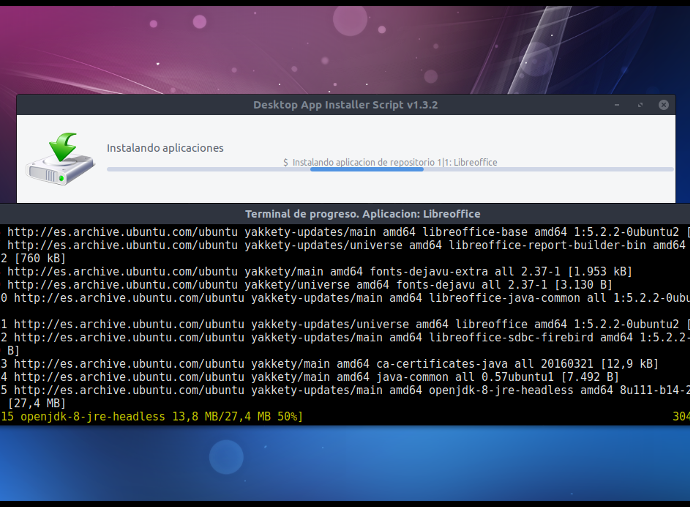 Desktop App Installer Script v1.3.2
Instalando aplicaciones
$ Instalando aplicacion de repositorio 1|1: Libreoffice
Terminal de progreso. Aplicacion: Libreoffice
http://es.archive.ubuntu.com/ubuntu yakkety-updates/main amd64 libreoffice-base amd64 1:5.2.2-0ubuntu2 [
http://es.archive.ubuntu.com/ubuntu yakkety-updates/universe amd64 libreoffice-report-builder-bin amd64
2 [760 kB]
http://es.archive.ubuntu.com/ubuntu yakkety/main amd64 fonts-dejavu-extra all 2.37-1 [1.953 kB]
http://es.archive.ubuntu.com/ubuntu yakkety/universe amd64 fonts-dejavu all 2.37-1 [3.130 B]
0 http://es.archive.ubuntu.com/ubuntu yakkety-updates/main amd64 libreoffice-java-common all 1:5.2.2-0ubu
1 http://es.archive.ubuntu.com/ubuntu yakkety-updates/universe amd64 libreoffice amd64 1:5.2.2-0ubuntu2 [
2 http://es.archive.ubuntu.com/ubuntu yakkety-updates/main amd64 libreoffice-sdbc-firebird amd64 1:5.2.2-
B]
3 http://es.archive.ubuntu.com/ubuntu yakkety/main amd64 ca-certificates-java all 20160321 [12,9 kB]
4 http://es.archive.ubuntu.com/ubuntu yakkety/main amd64 java-common all 0.57ubuntu1 [7.492 B]
5 http://es.archive.ubuntu.com/ubuntu yakkety-updates/main amd64 openjdk-8-jre-headless amd64 8u111-b14-2
[27,4 MB]
15 openjdk-8-jre-headless 13,8 MB/27,4 MB 50%] 304